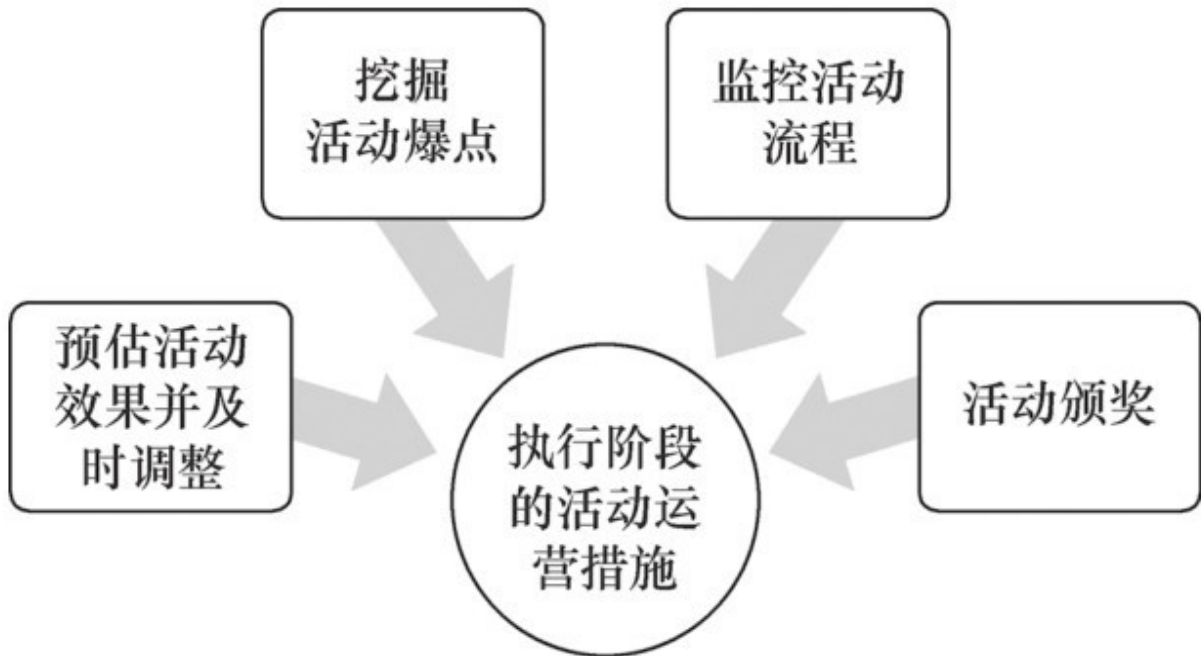 挖掘
活动爆点
监控活动
流程
预估活动
效果并及
时调整
活动颁奖
执行阶段
的活动运
营措施